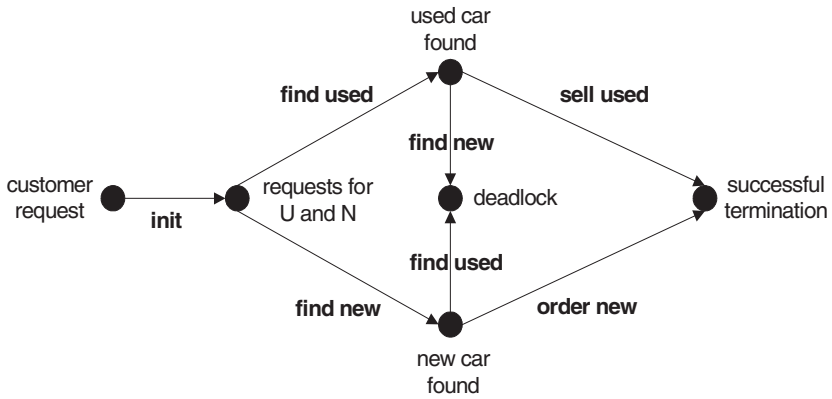 used car
found
find used
sell used
find new
customer
request
init
requests for
U and N
deadlock
successful
termination
find used
find new
order new
new car
found